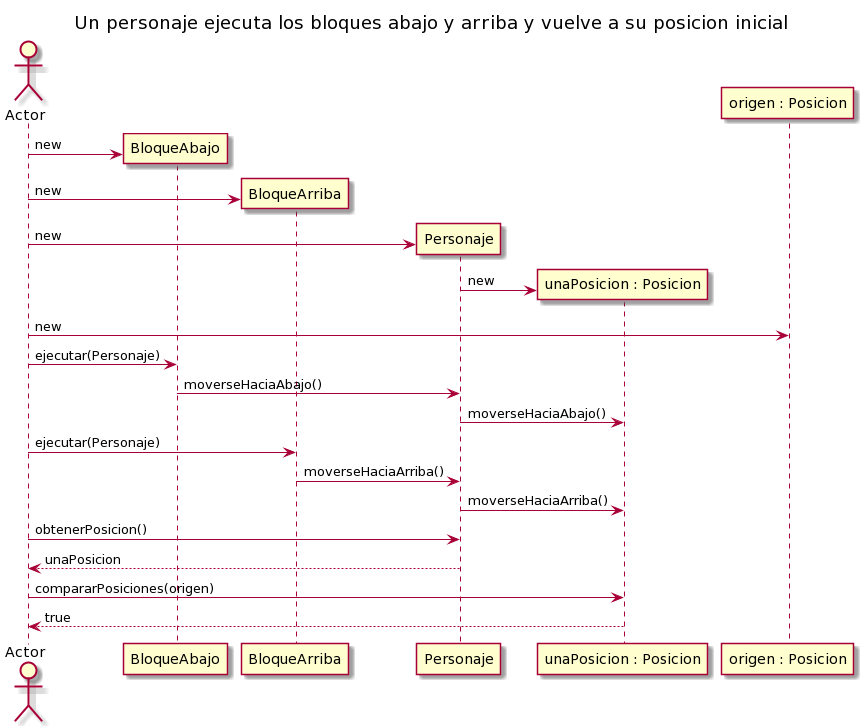 Un personaje ejecuta los bloques abajo y arriba y vuelve a su posicion inicial
Actor
origen : Posicion
new
BloqueAbajo
new
BloqueArriba
new
Personaje
new
unaPosicion : Posicion
new
ejecutar(Personaje)
moverseHaciaAbajo()
moverseHaciaAbajo()
ejecutar(Personaje)
moverseHaciaArriba()
moverseHaciaArriba()
obtenerPosicion()
unaPosicion
compararPosiciones(origen)
true
Actor
BloqueAbajo
BloqueArriba
Personaje
unaPosicion : Posicion
origen : Posicion